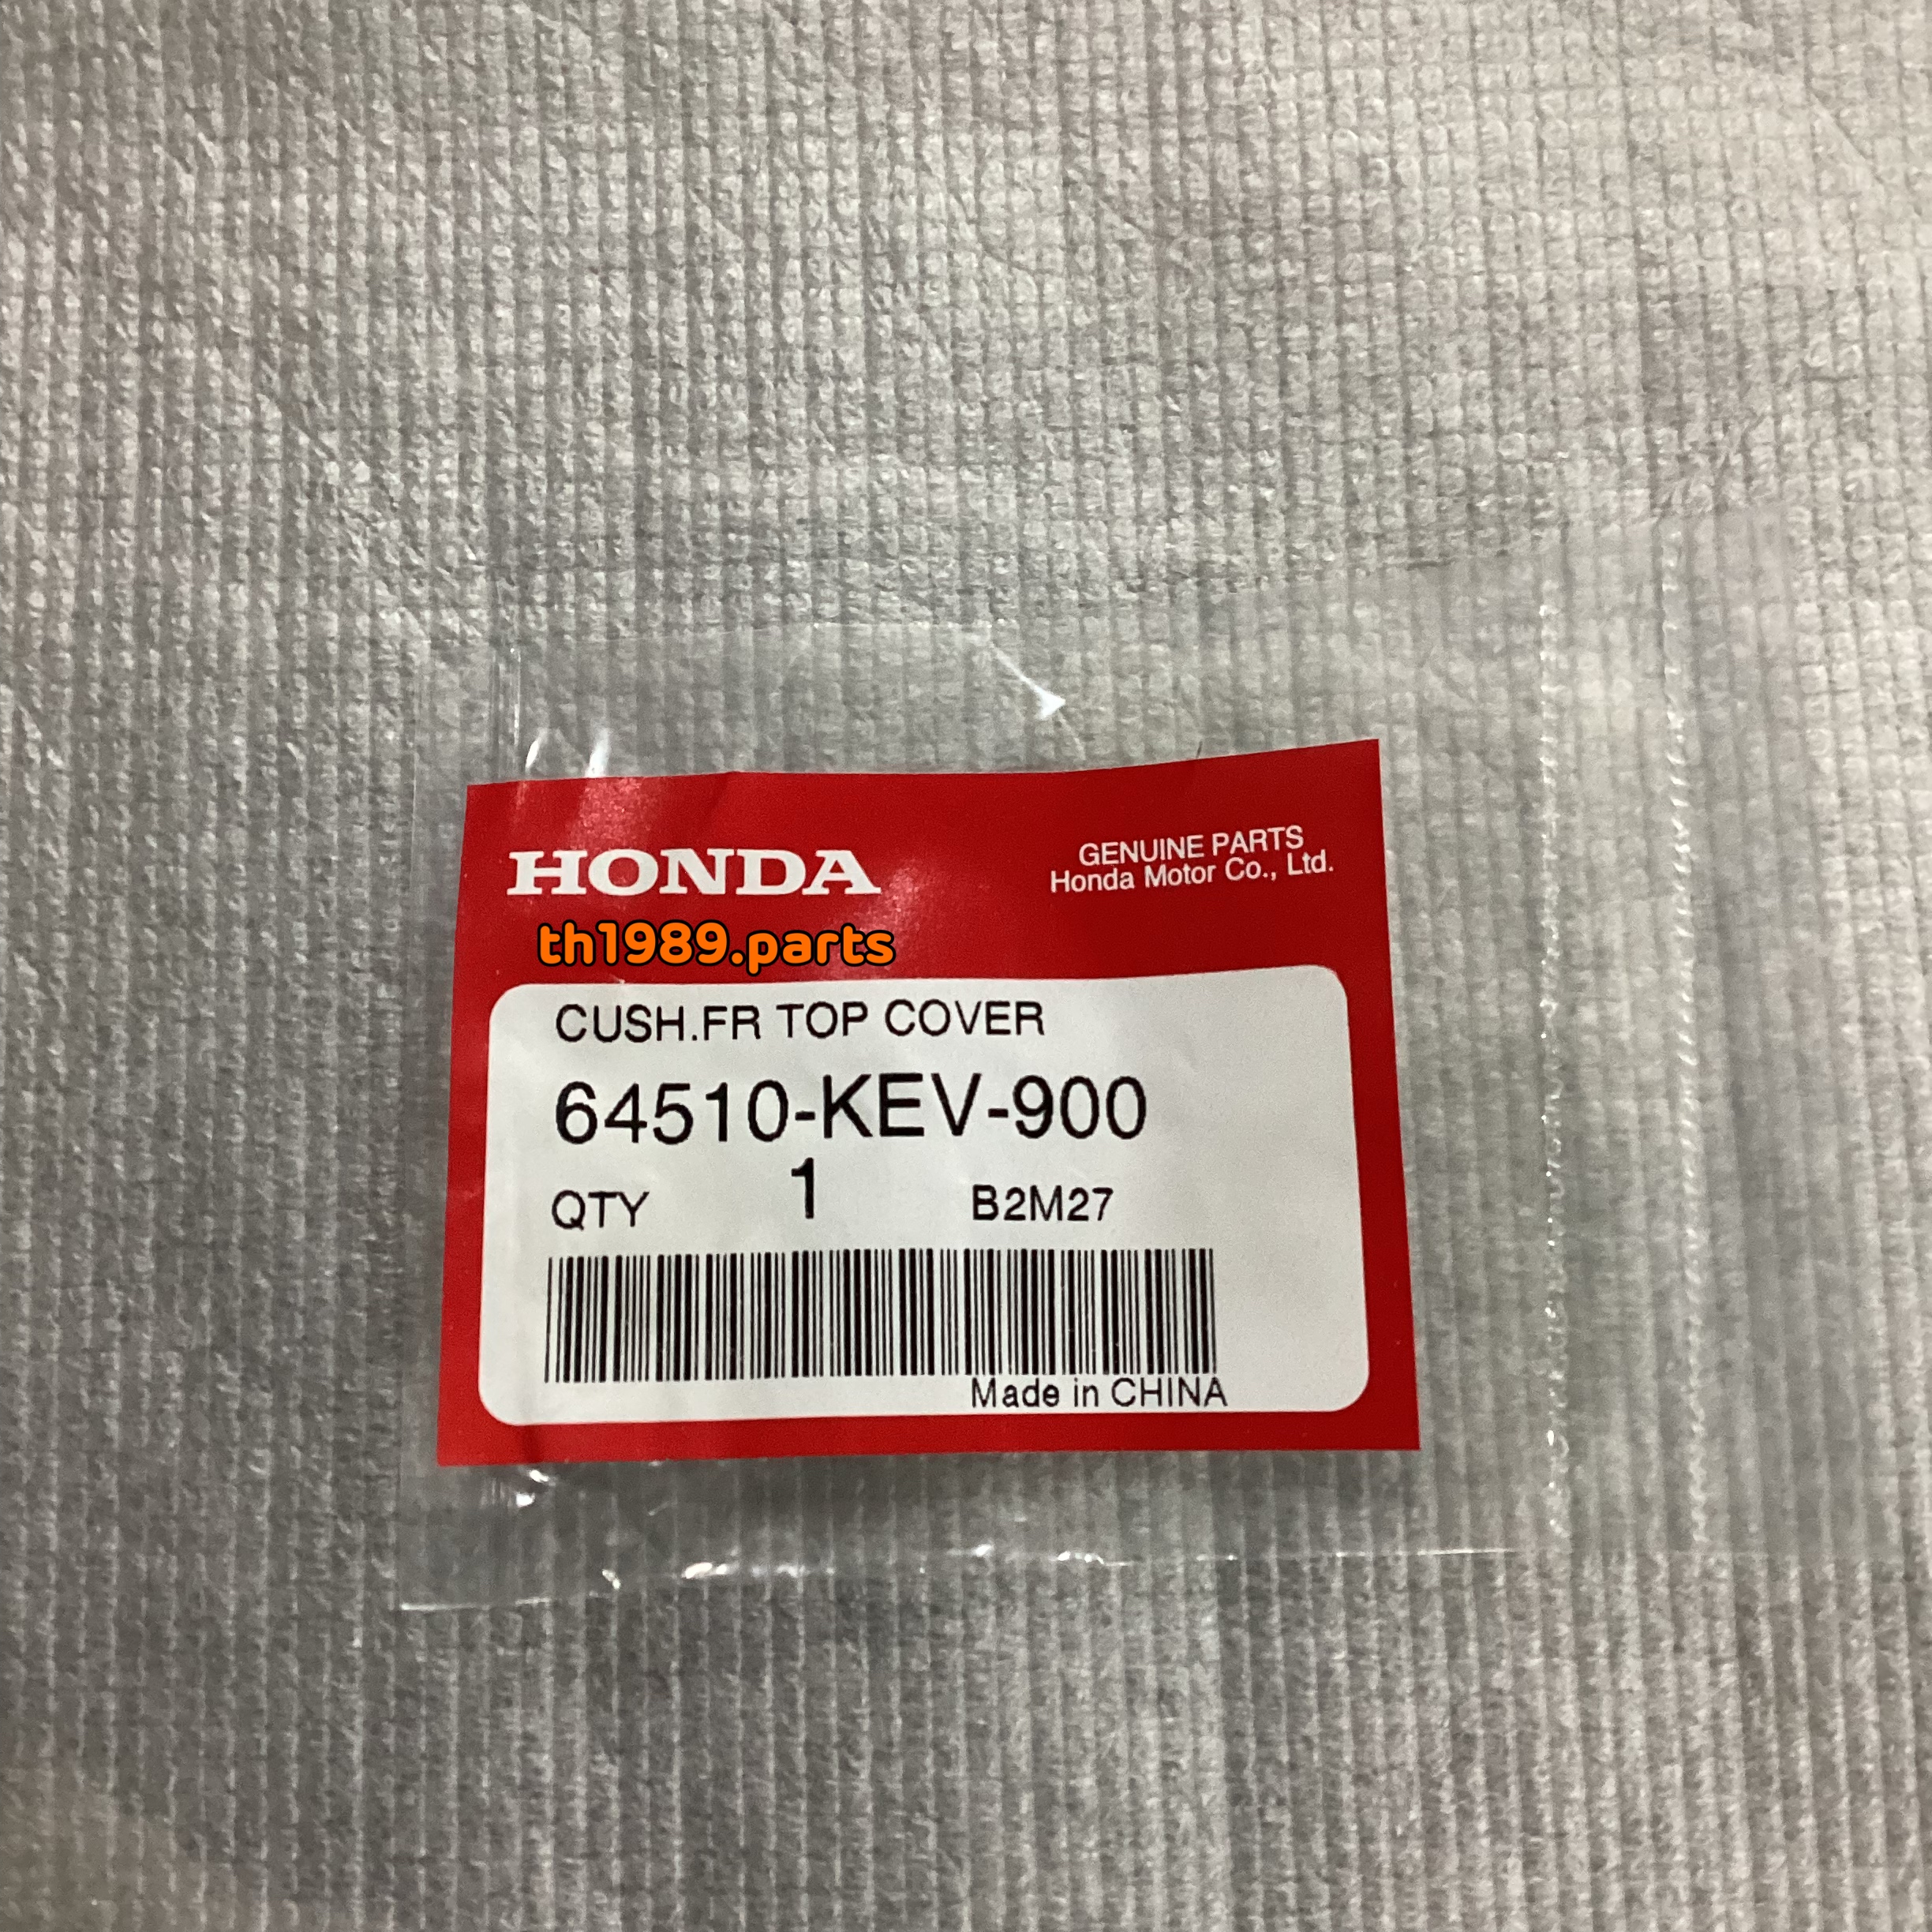 HONDA
GENUINE PARTS
Honda Motor Co., Ltd.
th1989.parts
CUSH.FR TOP COVER
64510-KEV-900
QTY 1 B2M27
Made in CHINA